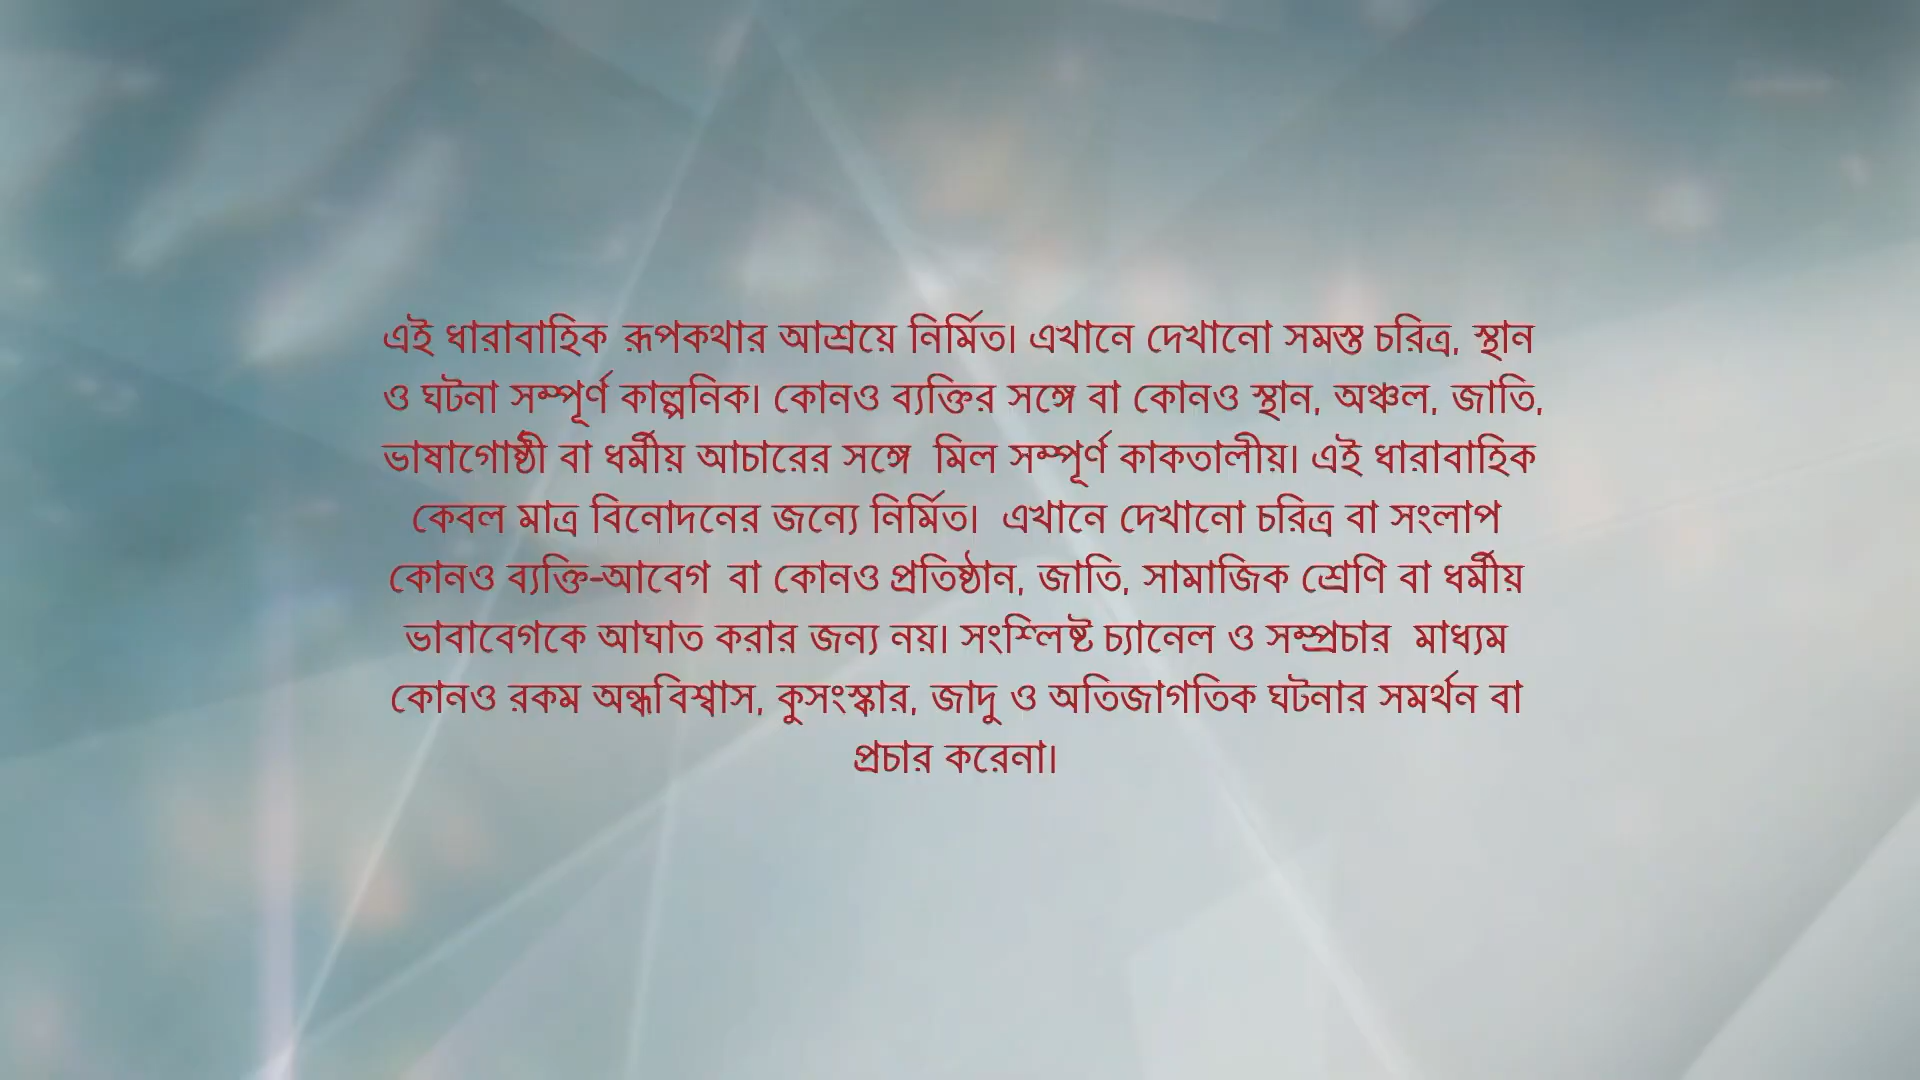 এই ধারাবাহিক রূপকথার আশ্রয়ে নির্মিত। এখানে দেখানো সমস্ত চরিত্র, স্থান
ও ঘটনা সম্পূর্ণ কাল্পনিক। কোনও ব্যক্তির সঙ্গে বা কোনও স্থান, অঞ্চল, জাতি,
ভাষাগোষ্ঠী বা ধর্মীয় আচারের সঙ্গে  মিল সম্পূর্ণ কাকতালীয়। এই ধারাবাহিক
কেবল মাত্র বিনোদনের জন্যে নির্মিত।  এখানে দেখানো চরিত্র বা সংলাপ
কোনও ব্যক্তি-আবেগ  বা কোনও প্রতিষ্ঠান, জাতি, সামাজিক শ্রেণি বা ধর্মীয়
ভাবাবেগকে আঘাত করার জন্য নয়। সংশ্লিষ্ট চ্যানেল ও সম্প্রচার  মাধ্যম
কোনও রকম অন্ধবিশ্বাস, কুসংস্কার, জাদু ও অতিজাগতিক ঘটনার সমর্থন বা
প্রচার করেনা।